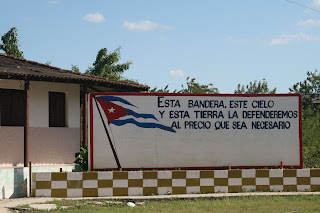 ESTA BANDERA, ESTE CIELO
Y ESTA TIERRA LA DEFENDEREMOS
AL PRECIO QUE SEA NECESARIO